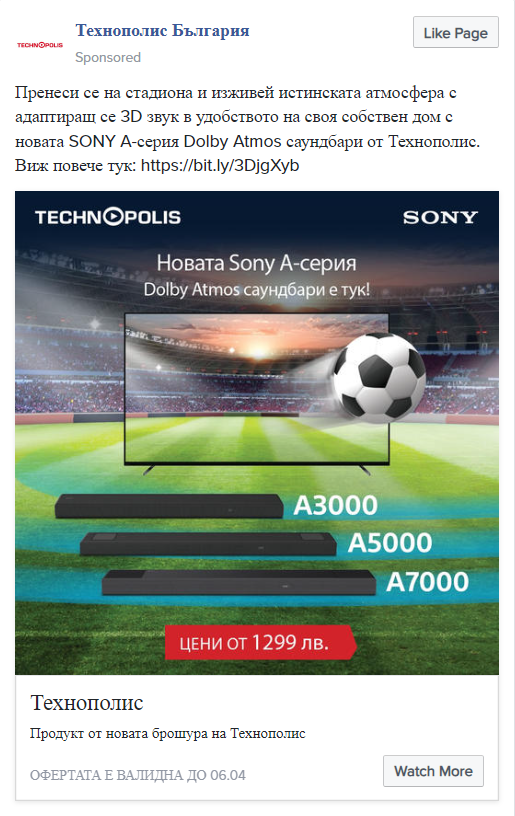 TECHNOPOLIS
Технополис България
Sponsored
Like Page
Пренеси се на стадиона и изживей истинската атмосфера с
адаптиращ се 3D звук в удобството на своя собствен дом с
новата SONY А-серия Dolby Atmos саундбари от Технополис.
Виж повече тук: https://bit.ly/3DjgXyb
TECHNOPOLIS
SONY
Новата Sony А-серия
Dolby Atmos саундбари е тук!
A3000
A5000
A7000
ЦЕНИ ОТ 1299 лв.
Технополис
Продукт от новата брошура на Технополис
ОФЕРТАТА Е ВАЛИДНА ДО 06.04
Watch More